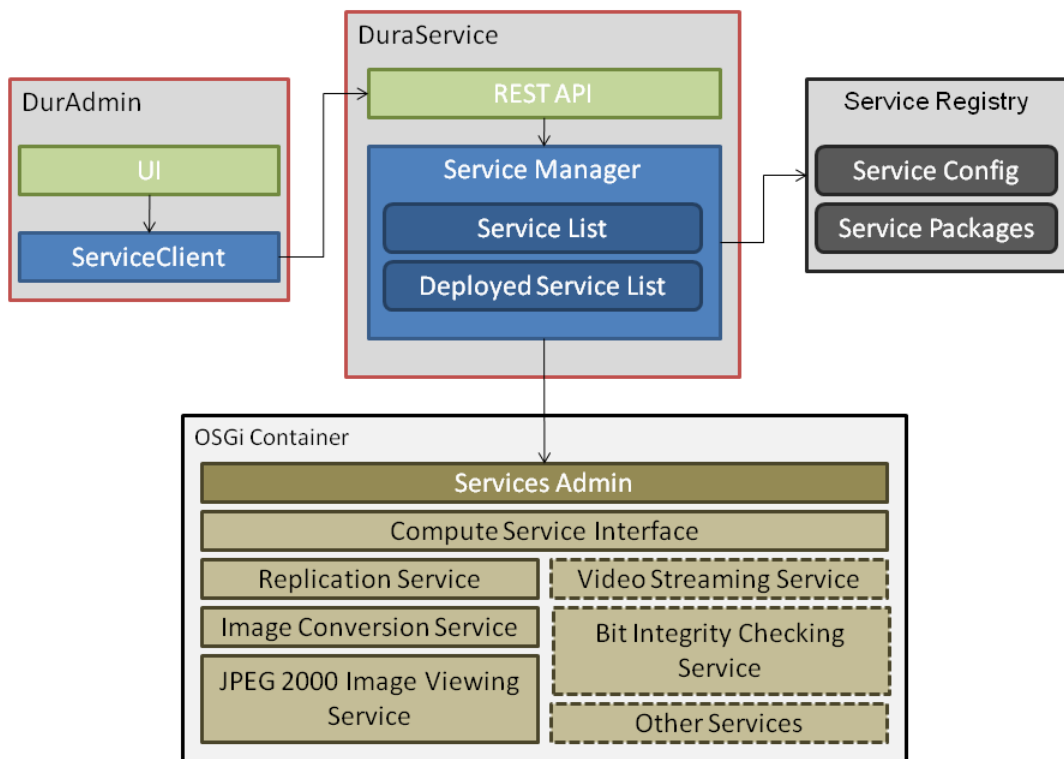 DuraService
REST API
DurAdmin
UI
ServiceClient
Service Manager
Service List
Deployed Service List
Service Registry
Service Config
Service Packages
OSGi Container
Services Admin
Compute Service Interface
Replication Service
Video Streaming Service
Image Conversion Service
Bit Integrity Checking
Service
JPEG 2000 Image Viewing
Service
Other Services